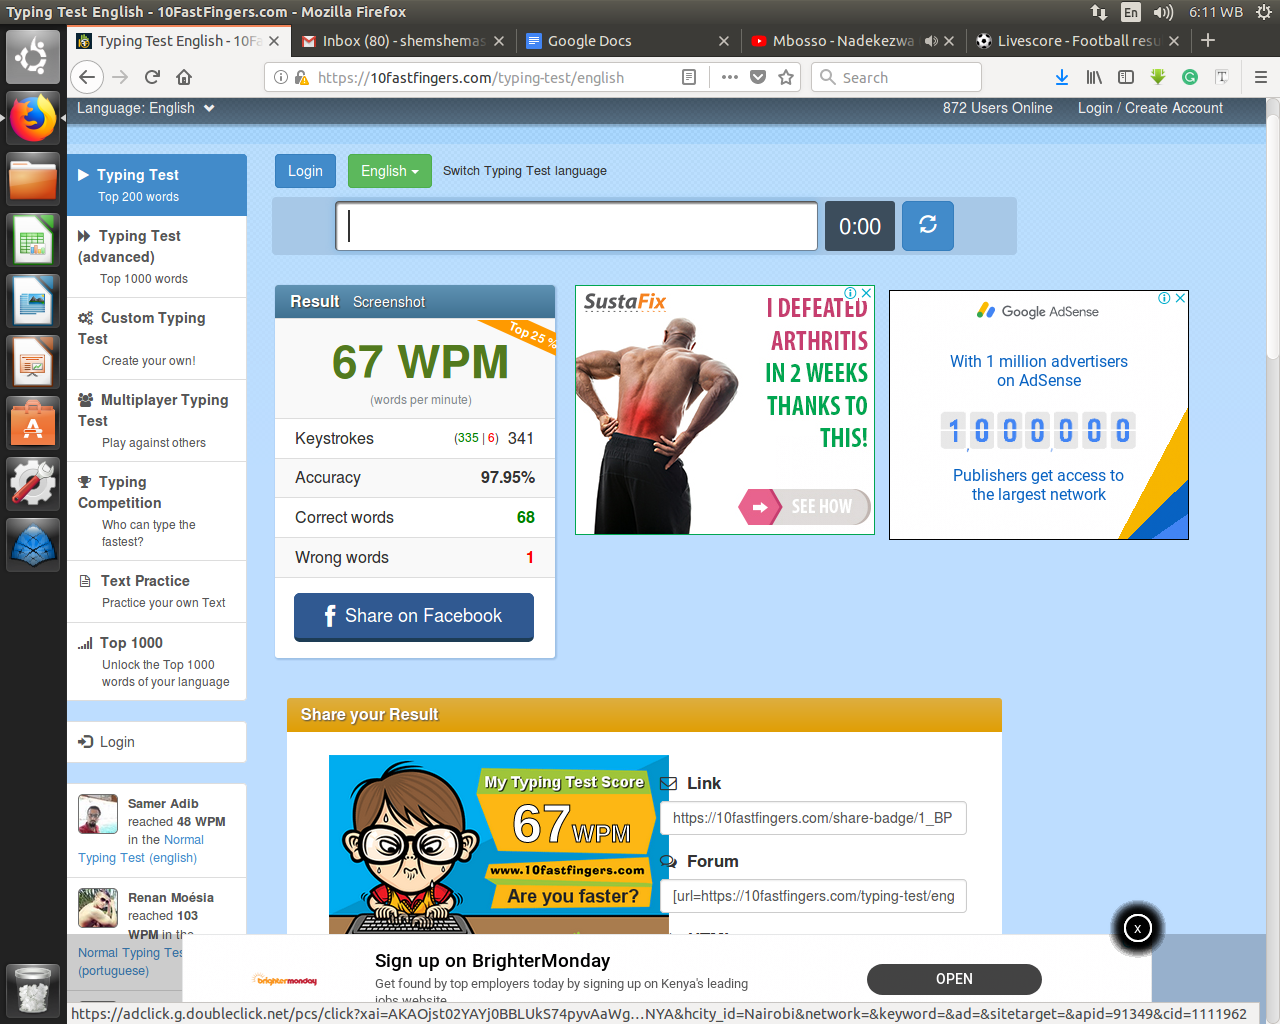 Typing Test English - 10FastFingers.com - Mozilla Firefox
En
6:11 WB
Typing Test English - 10Fa
Inbox (80) - shemshemas
Google Docs
Mbosso - Nadekezwa
Livescore - Football resu
https://10fastfingers.com/typing-test/english
Search
Language: English
872 Users Online
Login / Create Account
Typing Test
Top 200 words
Typing Test
(advanced)
Top 1000 words
Custom Typing
Test
Create your own!
Multiplayer Typing
Test
Play against others
Typing
Competition
Who can type the
fastest?
Text Practice
Practice your own Text
Top 1000
Unlock the Top 1000
words of your language
Login
Samer Adib
reached 48 WPM
in the Normal
Typing Test (english)
Renan Moésia
reached 103
WPM in the
Normal Typing Tes
(portuguese)
Login
English
Switch Typing Test language
0:00
Result
Screenshot
Top 25 %
67 WPM
(words per minute)
Keystrokes (335 | 6) 341
Accuracy 97.95%
Correct words 68
Wrong words 1
f Share on Facebook
SustaFix
I DEFEATED
ARTHRITIS
IN 2 WEEKS
THANKS TO
THIS!
SEE HOW
Google AdSense
With 1 million advertisers
on AdSense
1,000,000
Publishers get access to
the largest network
Share your Result
My Typing Test Score
67 WPM
www.10fastfingers.com
Are you faster?
Link
https://10fastfingers.com/share-badge/1_BP
Forum
[url=https://10fastfingers.com/typing-test/eng
x
brightermonday
Sign up on BrighterMonday
Get found by top employers today by signing up on Kenya's leading
jobs website
OPEN
https://adclick.g.doubleclick.net/pcs/click?xai=AKAOjst02YAYj0BBLUkS74pyvAaWg…NYA&hcity_id=Nairobi&network=&keyword=&ad=&sitetarget=&apid=91349&cid=1111962